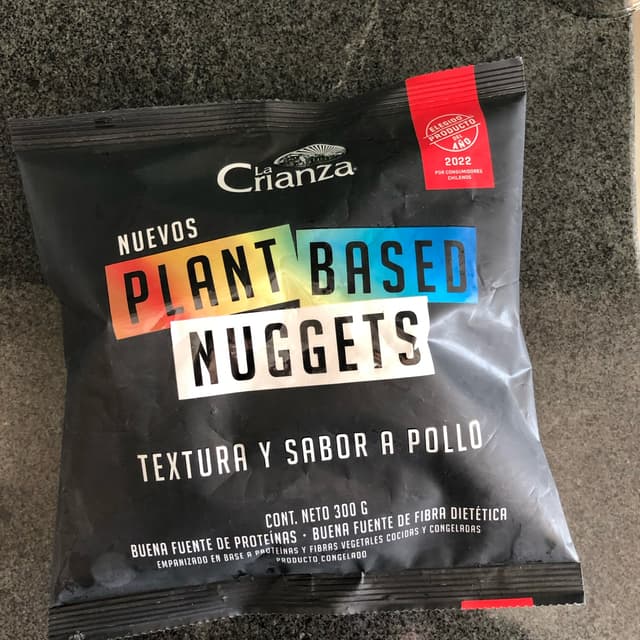 ELEGIDO
PRODUCTO
DEL
AÑO
2022
POR CONSUMIDORES
CHILENOS
La
Crianza
NUEVOS
PLANT BASED
NUGGETS
TEXTURA Y SABOR A POLLO
CONT. NETO 300 G
BUENA FUENTE DE PROTEÍNAS · BUENA FUENTE DE FIBRA DIETÉTICA
EMPANIZADO EN BASE A PROTEÍNAS Y FIBRAS VEGETALES COCIDAS Y CONGELADAS
PRODUCTO CONGELADO